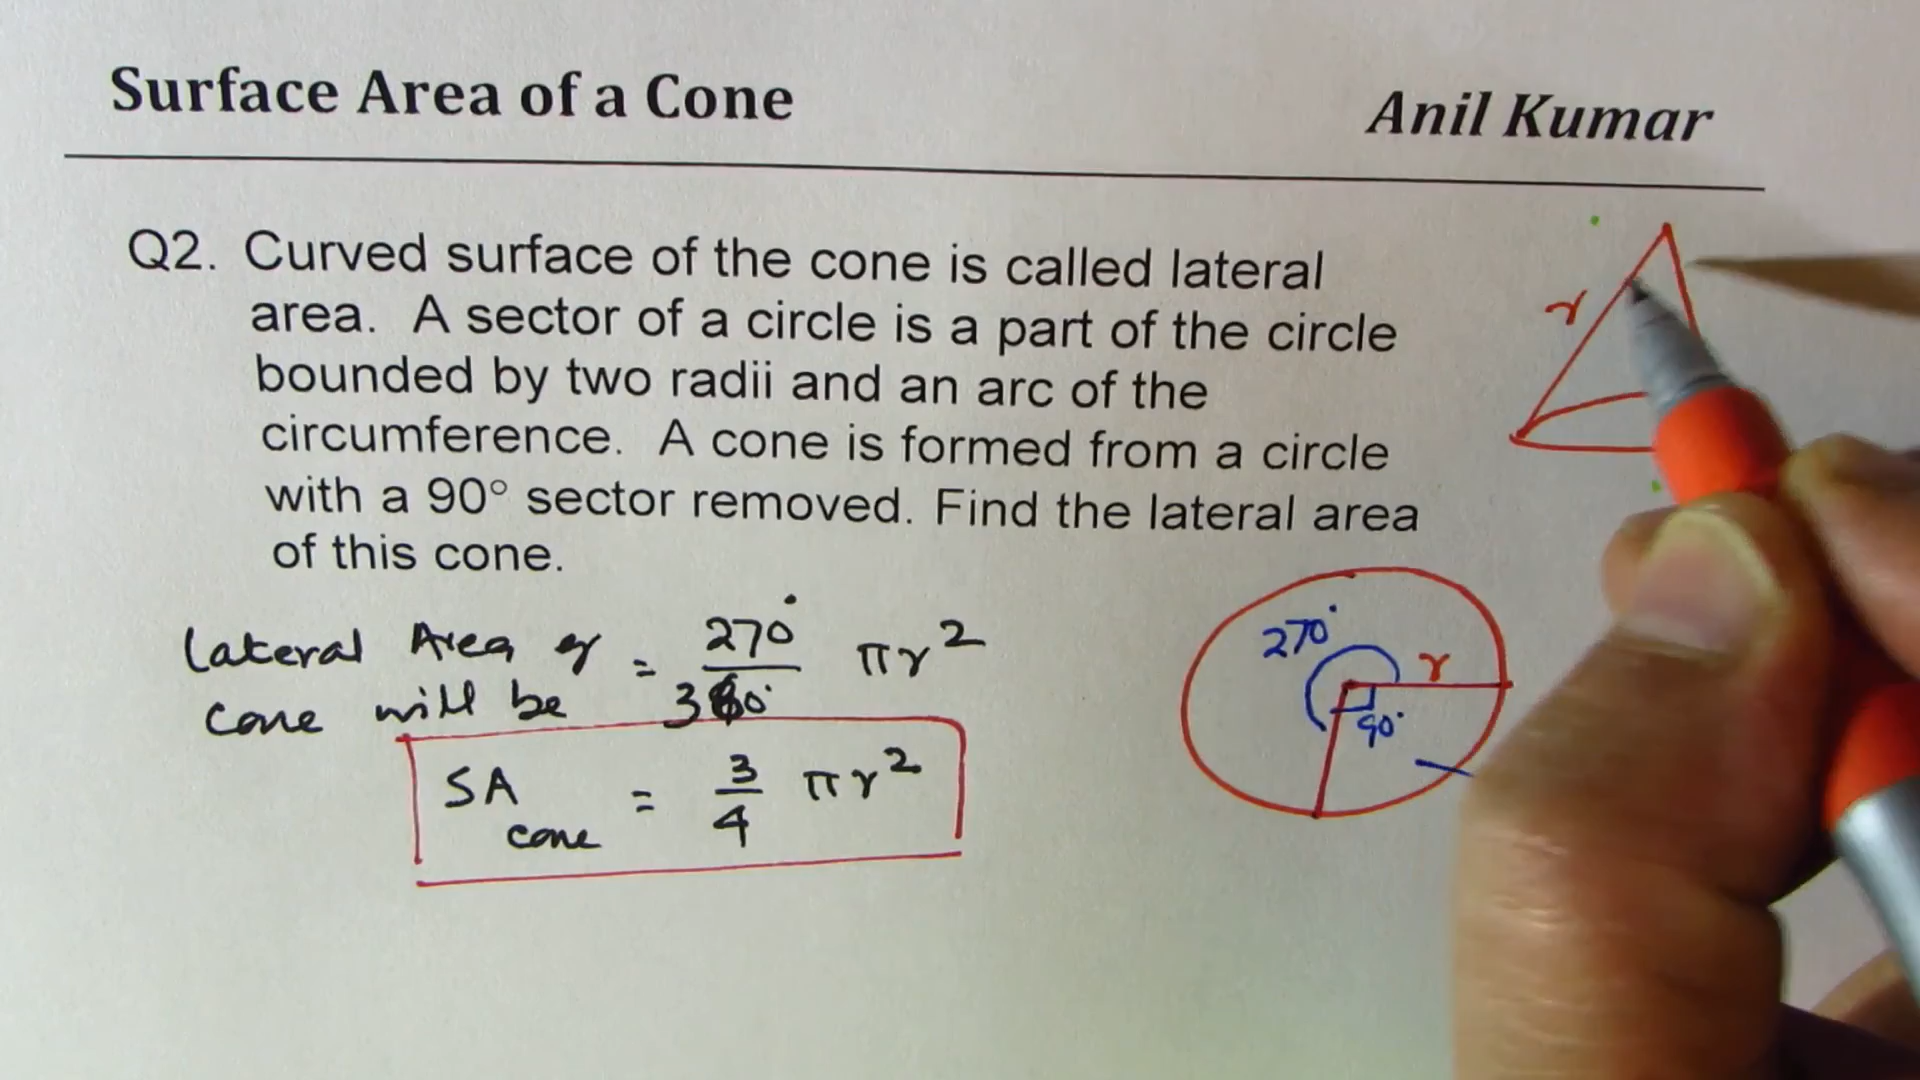 Surface Area of a Cone
Anil Kumar
Q2. Curved surface of the cone is called lateral
area. A sector of a circle is a part of the circle
bounded by two radii and an arc of the
circumference. A cone is formed from a circle
with a 90° sector removed. Find the lateral area
of this cone.
r
Lateral Area of
cone will be = 270°/360° πr²
SA cone = 3/4 πr²
270°
r
90°